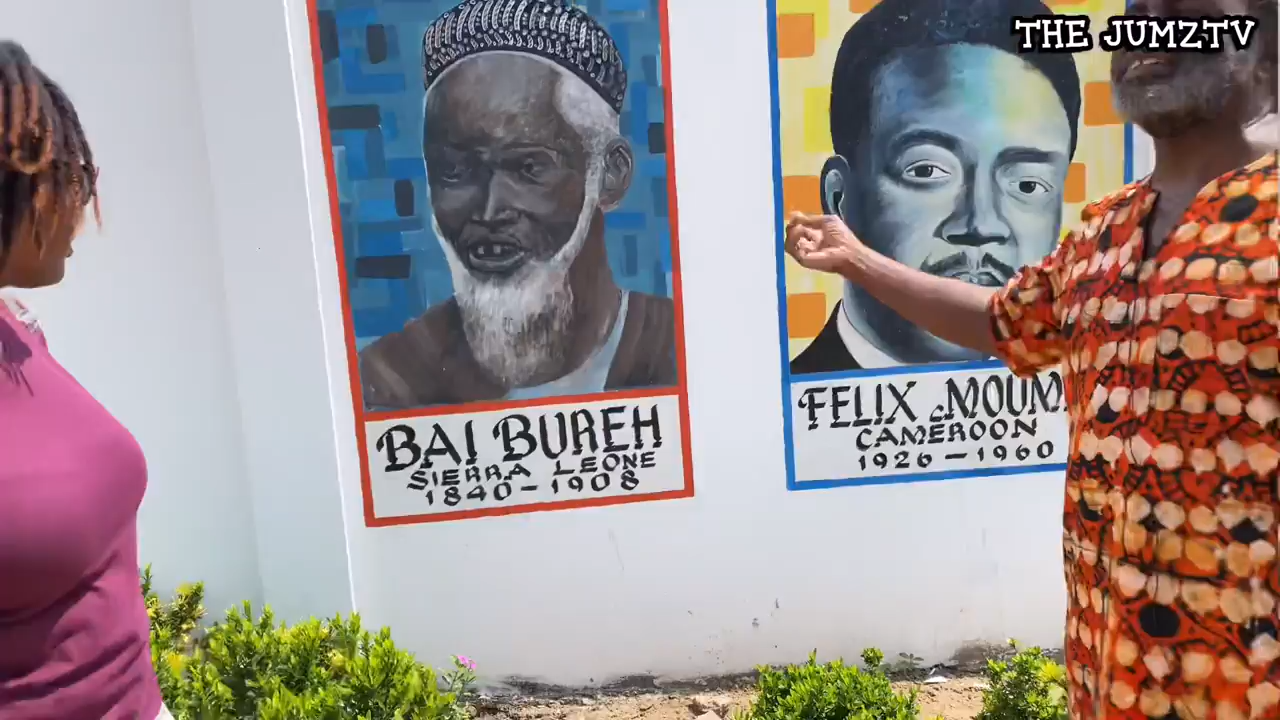 THE JUMZTV
BAI BUREH
SIERRA LEONE
1840-1908
FELIX MOUM
CAMEROON
1926-1960